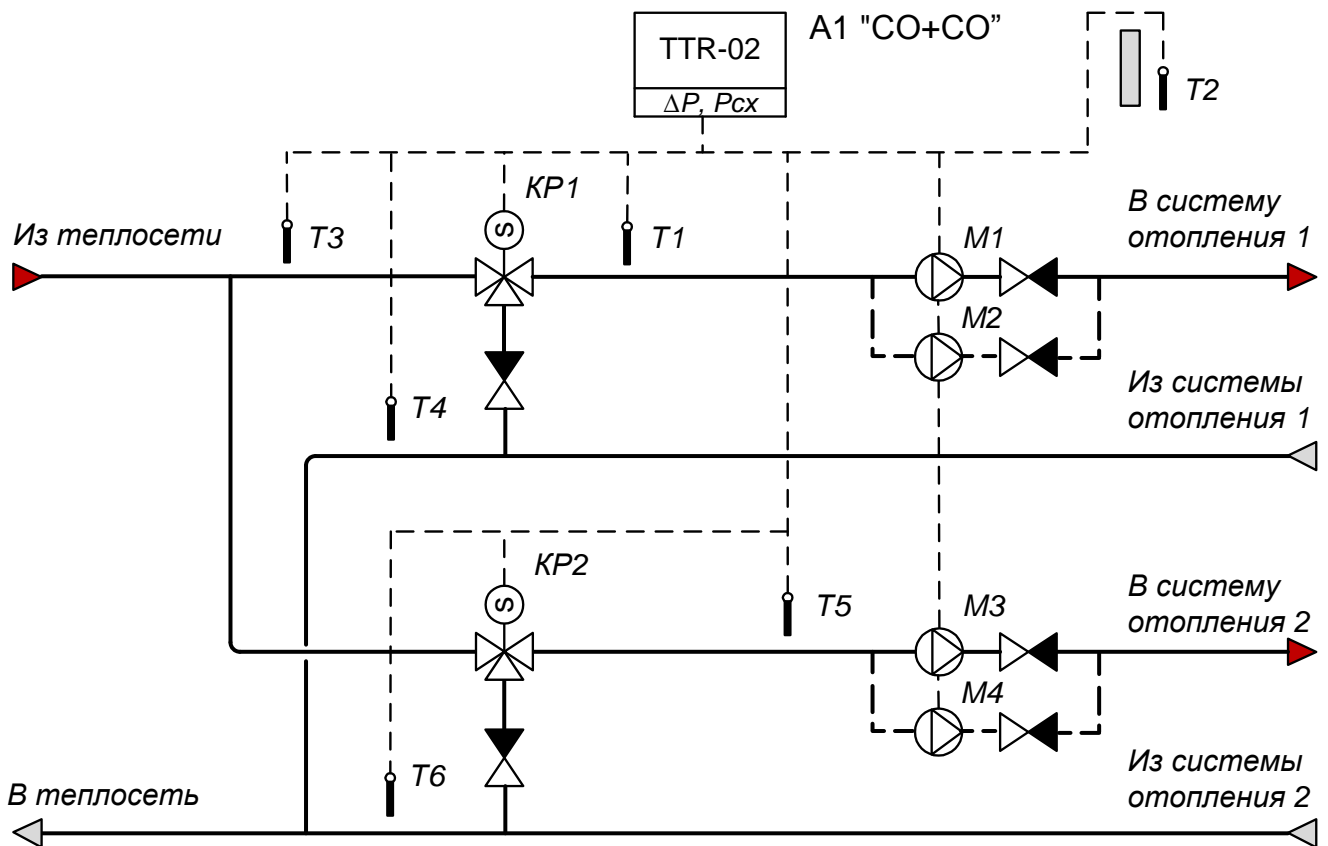 TTR-02
ΔP, Pcx
A1 "CO+CO”
T2
KP1
В систему
отопления 1
Из теплосети
T3
T1
M1
M2
Из системы
отопления 1
T4
KP2
В систему
отопления 2
T5
M3
M4
T6
Из системы
отопления 2
В теплосеть
S
S